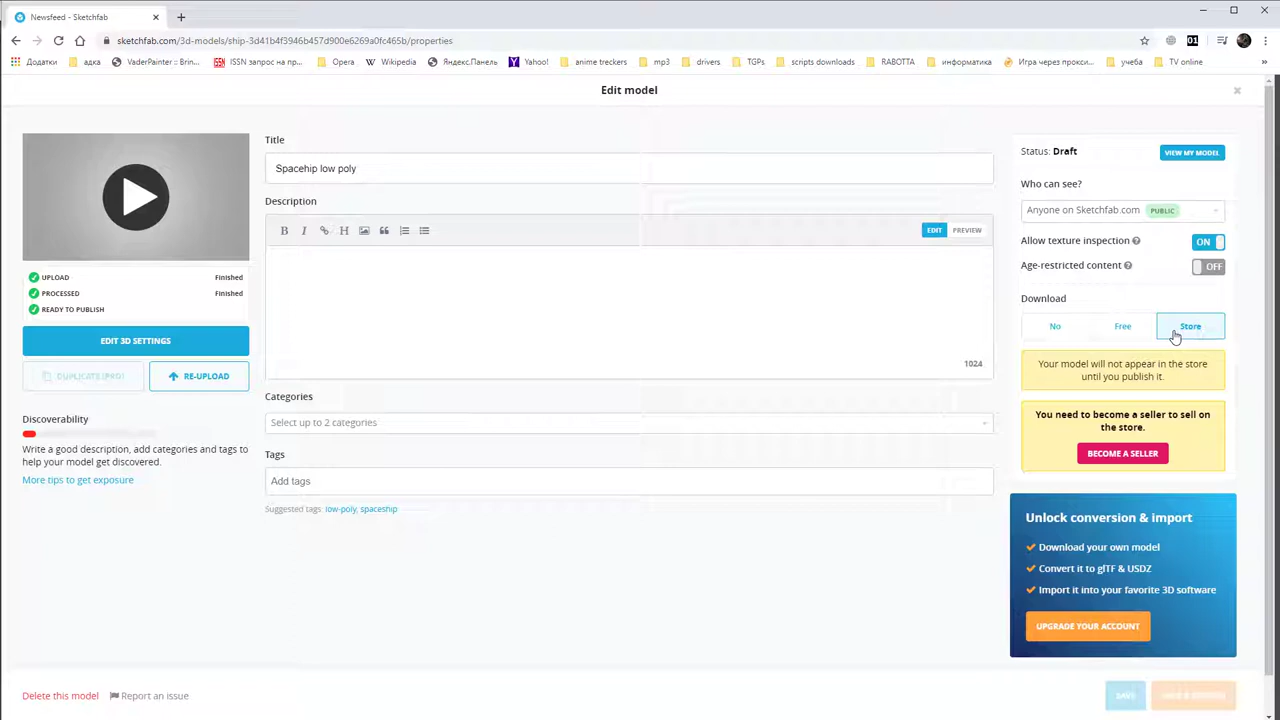 Newsfeed - Sketchfab
sketchfab.com/3d-models/ship-3d41b4f3946b457d900e6269a0fc465b/properties
Додатки
адка
VaderPainter :: Brin...
ISSN запрос на пр...
Opera
Wikipedia
Яндекс.Панель
Yahoo!
anime treckers
mp3
drivers
TGPs
scripts downloads
RABOTTA
информатика
Игра через прокси...
учеба
TV online
Edit model
Title
Spacehip low poly
Description
EDIT
PREVIEW
1024
Categories
Select up to 2 categories
Tags
Add tags
Suggested tags: low-poly, spaceship
UPLOAD Finished
PROCESSED Finished
READY TO PUBLISH
EDIT 3D SETTINGS
DUPLICATE (PRO)
RE-UPLOAD
Discoverability
Write a good description, add categories and tags to
help your model get discovered.
More tips to get exposure
Status: Draft
VIEW MY MODEL
Who can see?
Anyone on Sketchfab.com PUBLIC
Allow texture inspection
ON
Age-restricted content
OFF
Download
No
Free
Store
Your model will not appear in the store
until you publish it.
You need to become a seller to sell on
the store.
BECOME A SELLER
Unlock conversion & import
Download your own model
Convert it to glTF & USDZ
Import it into your favorite 3D software
UPGRADE YOUR ACCOUNT
Delete this model
Report an issue
SAVE